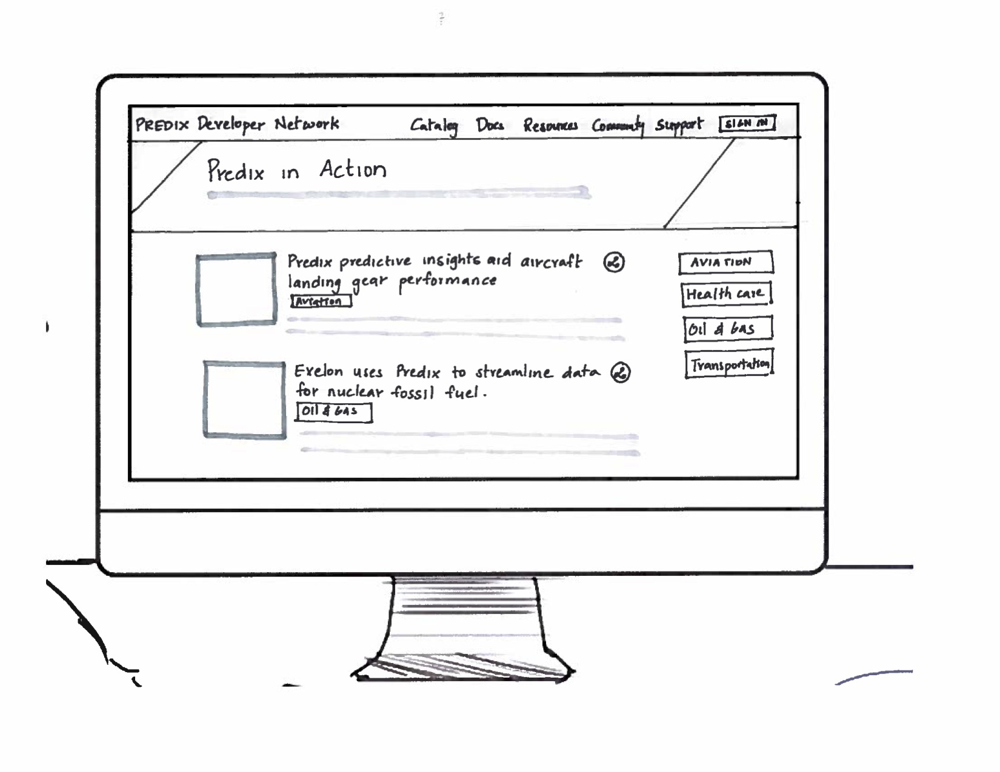 PREDIX Developer Network Catalog Docs Resources Community Support SIGN IN
Predix in Action
Predix predictive insights aid aircraft
landing gear performance
Aviation
Exelon uses Predix to streamline data
for nuclear fossil fuel.
Oil & Gas
AVIATION
Health care
Oil & Gas
Transportation